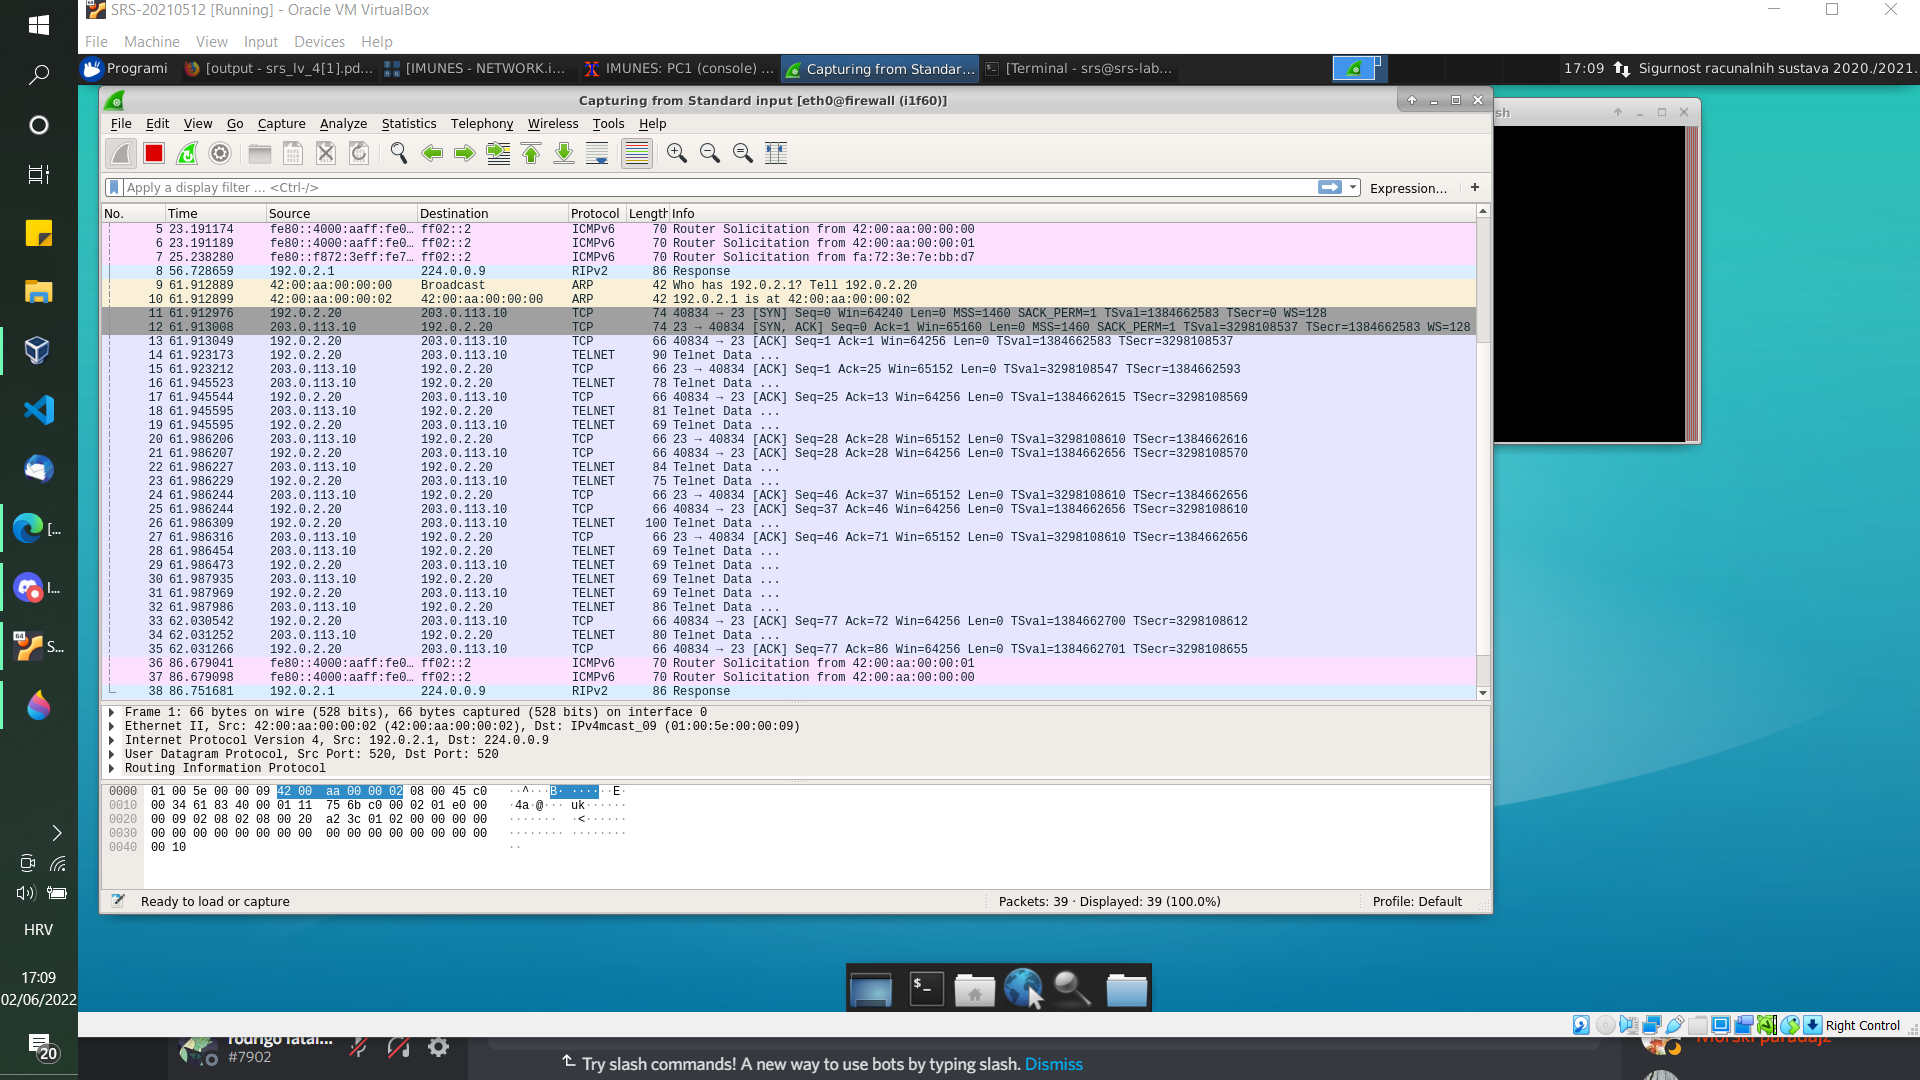 SRS-20210512 [Running] - Oracle VM VirtualBox
File Machine View Input Devices Help
Programi [output - srs_lv_4[1].pd... [IMUNES - NETWORK.i... IMUNES: PC1 (console) ... Capturing from Standar... [Terminal - srs@srs-lab... 17:09 Sigurnost racunalnih sustava 2020./2021.
Capturing from Standard input [eth0@firewall (i1f60)]
sh
File Edit View Go Capture Analyze Statistics Telephony Wireless Tools Help
Apply a display filter ... <Ctrl-/> Expression... +
No. Time Source Destination Protocol Length Info
5 23.191174 fe80::4000:aaff:fe0... ff02::2 ICMPv6 70 Router Solicitation from 42:00:aa:00:00:00
6 23.191189 fe80::4000:aaff:fe0... ff02::2 ICMPv6 70 Router Solicitation from 42:00:aa:00:00:01
7 25.238280 fe80::f872:3eff:fe7... ff02::2 ICMPv6 70 Router Solicitation from fa:72:3e:7e:bb:d7
8 56.728659 192.0.2.1 224.0.0.9 RIPv2 86 Response
9 61.912889 42:00:aa:00:00:00 Broadcast ARP 42 Who has 192.0.2.1? Tell 192.0.2.20
10 61.912899 42:00:aa:00:00:02 42:00:aa:00:00:00 ARP 42 192.0.2.1 is at 42:00:aa:00:00:02
11 61.912976 192.0.2.20 203.0.113.10 TCP 74 40834 → 23 [SYN] Seq=0 Win=64240 Len=0 MSS=1460 SACK_PERM=1 TSval=1384662583 TSecr=0 WS=128
12 61.913008 203.0.113.10 192.0.2.20 TCP 74 23 → 40834 [SYN, ACK] Seq=0 Ack=1 Win=65160 Len=0 MSS=1460 SACK_PERM=1 TSval=3298108537 TSecr=1384662583 WS=128
13 61.913049 192.0.2.20 203.0.113.10 TCP 66 40834 → 23 [ACK] Seq=1 Ack=1 Win=64256 Len=0 TSval=1384662583 TSecr=3298108537
14 61.923173 192.0.2.20 203.0.113.10 TELNET 90 Telnet Data ...
15 61.923212 203.0.113.10 192.0.2.20 TCP 66 23 → 40834 [ACK] Seq=1 Ack=25 Win=65152 Len=0 TSval=3298108547 TSecr=1384662593
16 61.945523 203.0.113.10 192.0.2.20 TELNET 78 Telnet Data ...
17 61.945544 192.0.2.20 203.0.113.10 TCP 66 40834 → 23 [ACK] Seq=25 Ack=13 Win=64256 Len=0 TSval=1384662615 TSecr=3298108569
18 61.945595 203.0.113.10 192.0.2.20 TELNET 81 Telnet Data ...
19 61.945595 192.0.2.20 203.0.113.10 TELNET 69 Telnet Data ...
20 61.986206 203.0.113.10 192.0.2.20 TCP 66 23 → 40834 [ACK] Seq=28 Ack=28 Win=65152 Len=0 TSval=3298108610 TSecr=1384662616
21 61.986207 192.0.2.20 203.0.113.10 TCP 66 40834 → 23 [ACK] Seq=28 Ack=28 Win=64256 Len=0 TSval=1384662656 TSecr=3298108570
22 61.986227 203.0.113.10 192.0.2.20 TELNET 84 Telnet Data ...
23 61.986229 192.0.2.20 203.0.113.10 TELNET 75 Telnet Data ...
24 61.986244 203.0.113.10 192.0.2.20 TCP 66 23 → 40834 [ACK] Seq=46 Ack=37 Win=65152 Len=0 TSval=3298108610 TSecr=1384662656
25 61.986244 192.0.2.20 203.0.113.10 TCP 66 40834 → 23 [ACK] Seq=37 Ack=46 Win=64256 Len=0 TSval=1384662656 TSecr=3298108610
26 61.986309 192.0.2.20 203.0.113.10 TELNET 100 Telnet Data ...
27 61.986316 203.0.113.10 192.0.2.20 TCP 66 23 → 40834 [ACK] Seq=46 Ack=71 Win=65152 Len=0 TSval=3298108610 TSecr=1384662656
28 61.986454 203.0.113.10 192.0.2.20 TELNET 69 Telnet Data ...
29 61.986473 192.0.2.20 203.0.113.10 TELNET 69 Telnet Data ...
30 61.987935 203.0.113.10 192.0.2.20 TELNET 69 Telnet Data ...
31 61.987969 192.0.2.20 203.0.113.10 TELNET 69 Telnet Data ...
32 61.987986 203.0.113.10 192.0.2.20 TELNET 86 Telnet Data ...
33 62.030542 192.0.2.20 203.0.113.10 TCP 66 40834 → 23 [ACK] Seq=77 Ack=72 Win=64256 Len=0 TSval=1384662700 TSecr=3298108612
34 62.031252 203.0.113.10 192.0.2.20 TELNET 80 Telnet Data ...
35 62.031266 192.0.2.20 203.0.113.10 TCP 66 40834 → 23 [ACK] Seq=77 Ack=86 Win=64256 Len=0 TSval=1384662701 TSecr=3298108655
36 86.679041 fe80::4000:aaff:fe0... ff02::2 ICMPv6 70 Router Solicitation from 42:00:aa:00:00:01
37 86.679098 fe80::4000:aaff:fe0... ff02::2 ICMPv6 70 Router Solicitation from 42:00:aa:00:00:00
38 86.751681 192.0.2.1 224.0.0.9 RIPv2 86 Response
Frame 1: 66 bytes on wire (528 bits), 66 bytes captured (528 bits) on interface 0
Ethernet II, Src: 42:00:aa:00:00:02 (42:00:aa:00:00:02), Dst: IPv4mcast_09 (01:00:5e:00:00:09)
Internet Protocol Version 4, Src: 192.0.2.1, Dst: 224.0.0.9
User Datagram Protocol, Src Port: 520, Dst Port: 520
Routing Information Protocol
0000 01 00 5e 00 00 09 42 00 aa 00 00 02 08 00 45 c0 ··^···B· ······E·
0010 00 34 61 83 40 00 01 11 75 6b c0 00 02 01 e0 00 ·4a·@··· uk······
0020 00 09 02 08 02 08 00 20 a2 3c 01 02 00 00 00 00 ······· ·<······
0030 00 00 00 00 00 00 00 00 00 00 00 00 00 00 00 00 ········ ········
0040 00 10 ··
Ready to load or capture Packets: 39 · Displayed: 39 (100.0%) Profile: Default
[...
I...
64 S...
HRV
17:09
02/06/2022
20
$_
Right Control
rodrigo fatal...
#7902
Try slash commands! A new way to use bots by typing slash. Dismiss
Morski paradajz